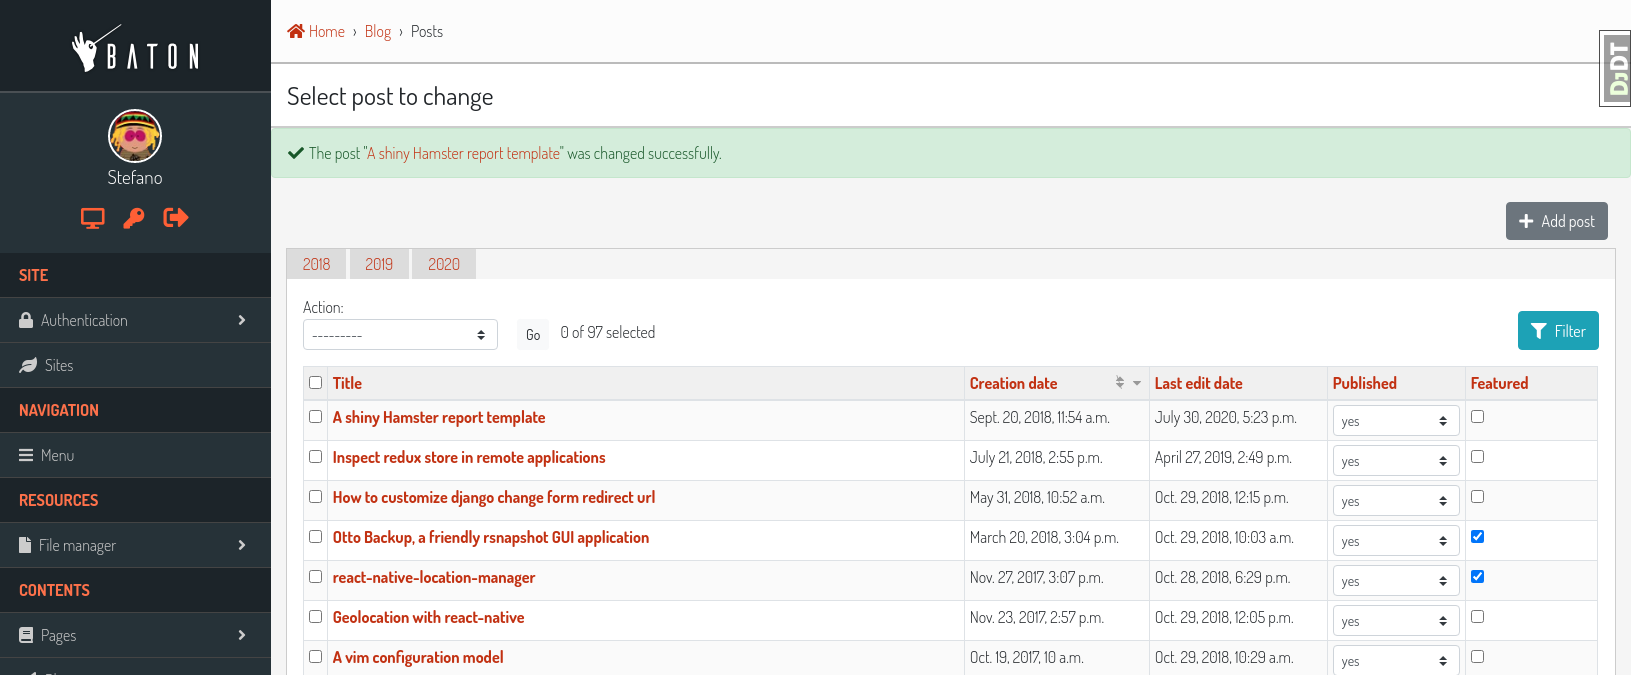 BATON
Stefano
SITE
Authentication
Sites
NAVIGATION
Menu
RESOURCES
File manager
CONTENTS
Pages
Home › Blog › Posts
DjDT
Select post to change
The post "A shiny Hamster report template" was changed successfully.
Add post
2018 2019 2020
Action:
--------- Go 0 of 97 selected Filter
Title Creation date Last edit date Published Featured
A shiny Hamster report template Sept. 20, 2018, 11:54 a.m. July 30, 2020, 5:23 p.m. yes
Inspect redux store in remote applications July 21, 2018, 2:55 p.m. April 27, 2019, 2:49 p.m. yes
How to customize django change form redirect url May 31, 2018, 10:52 a.m. Oct. 29, 2018, 12:15 p.m. yes
Otto Backup, a friendly rsnapshot GUI application March 20, 2018, 3:04 p.m. Oct. 29, 2018, 10:03 a.m. yes
react-native-location-manager Nov. 27, 2017, 3:07 p.m. Oct. 28, 2018, 6:29 p.m. yes
Geolocation with react-native Nov. 23, 2017, 2:57 p.m. Oct. 29, 2018, 12:05 p.m. yes
A vim configuration model Oct. 19, 2017, 10 a.m. Oct. 29, 2018, 10:29 a.m. yes